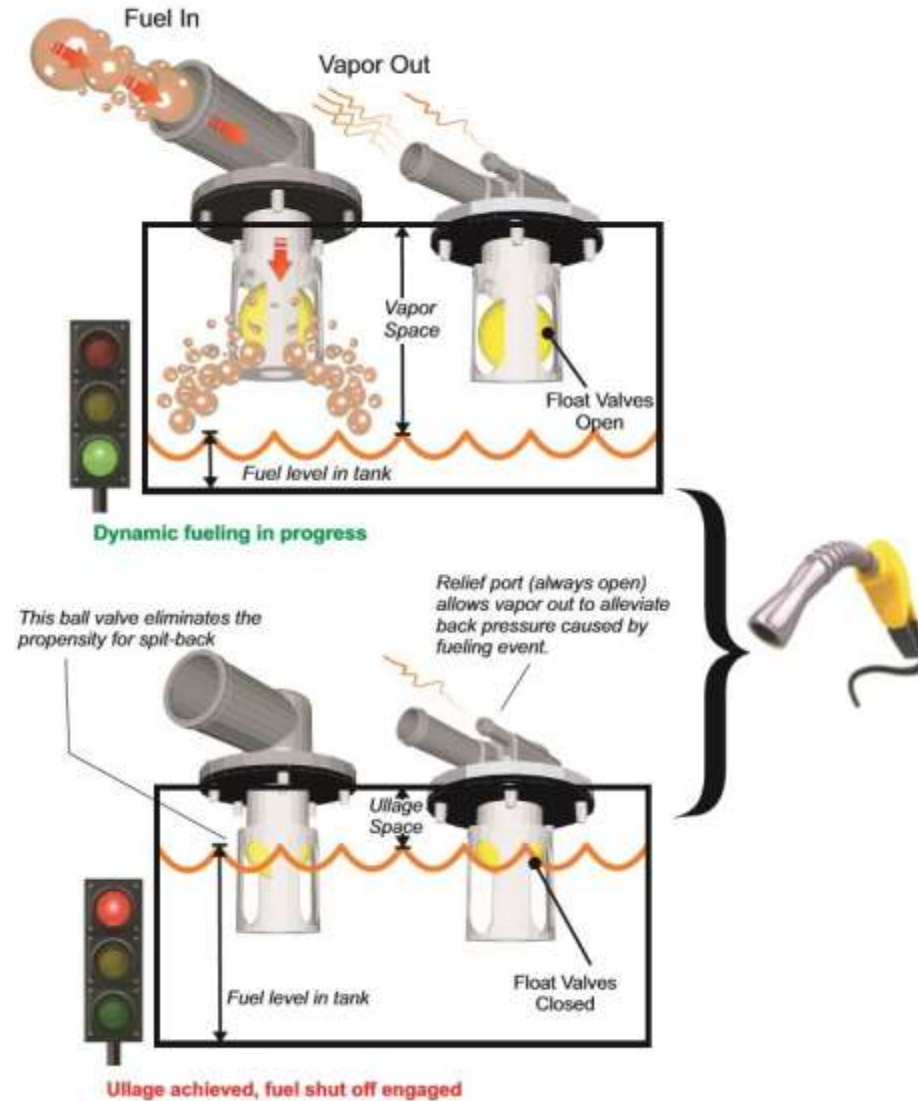 Fuel In
Vapor Out
Vapor
Space
Float Valves
Open
Fuel level in tank
Dynamic fueling in progress
This ball valve eliminates the
propensity for spit-back
Relief port (always open)
allows vapor out to alleviate
back pressure caused by
fueling event.
Ullage
Space
Fuel level in tank
Float Valves
Closed
Ullage achieved, fuel shut off engaged